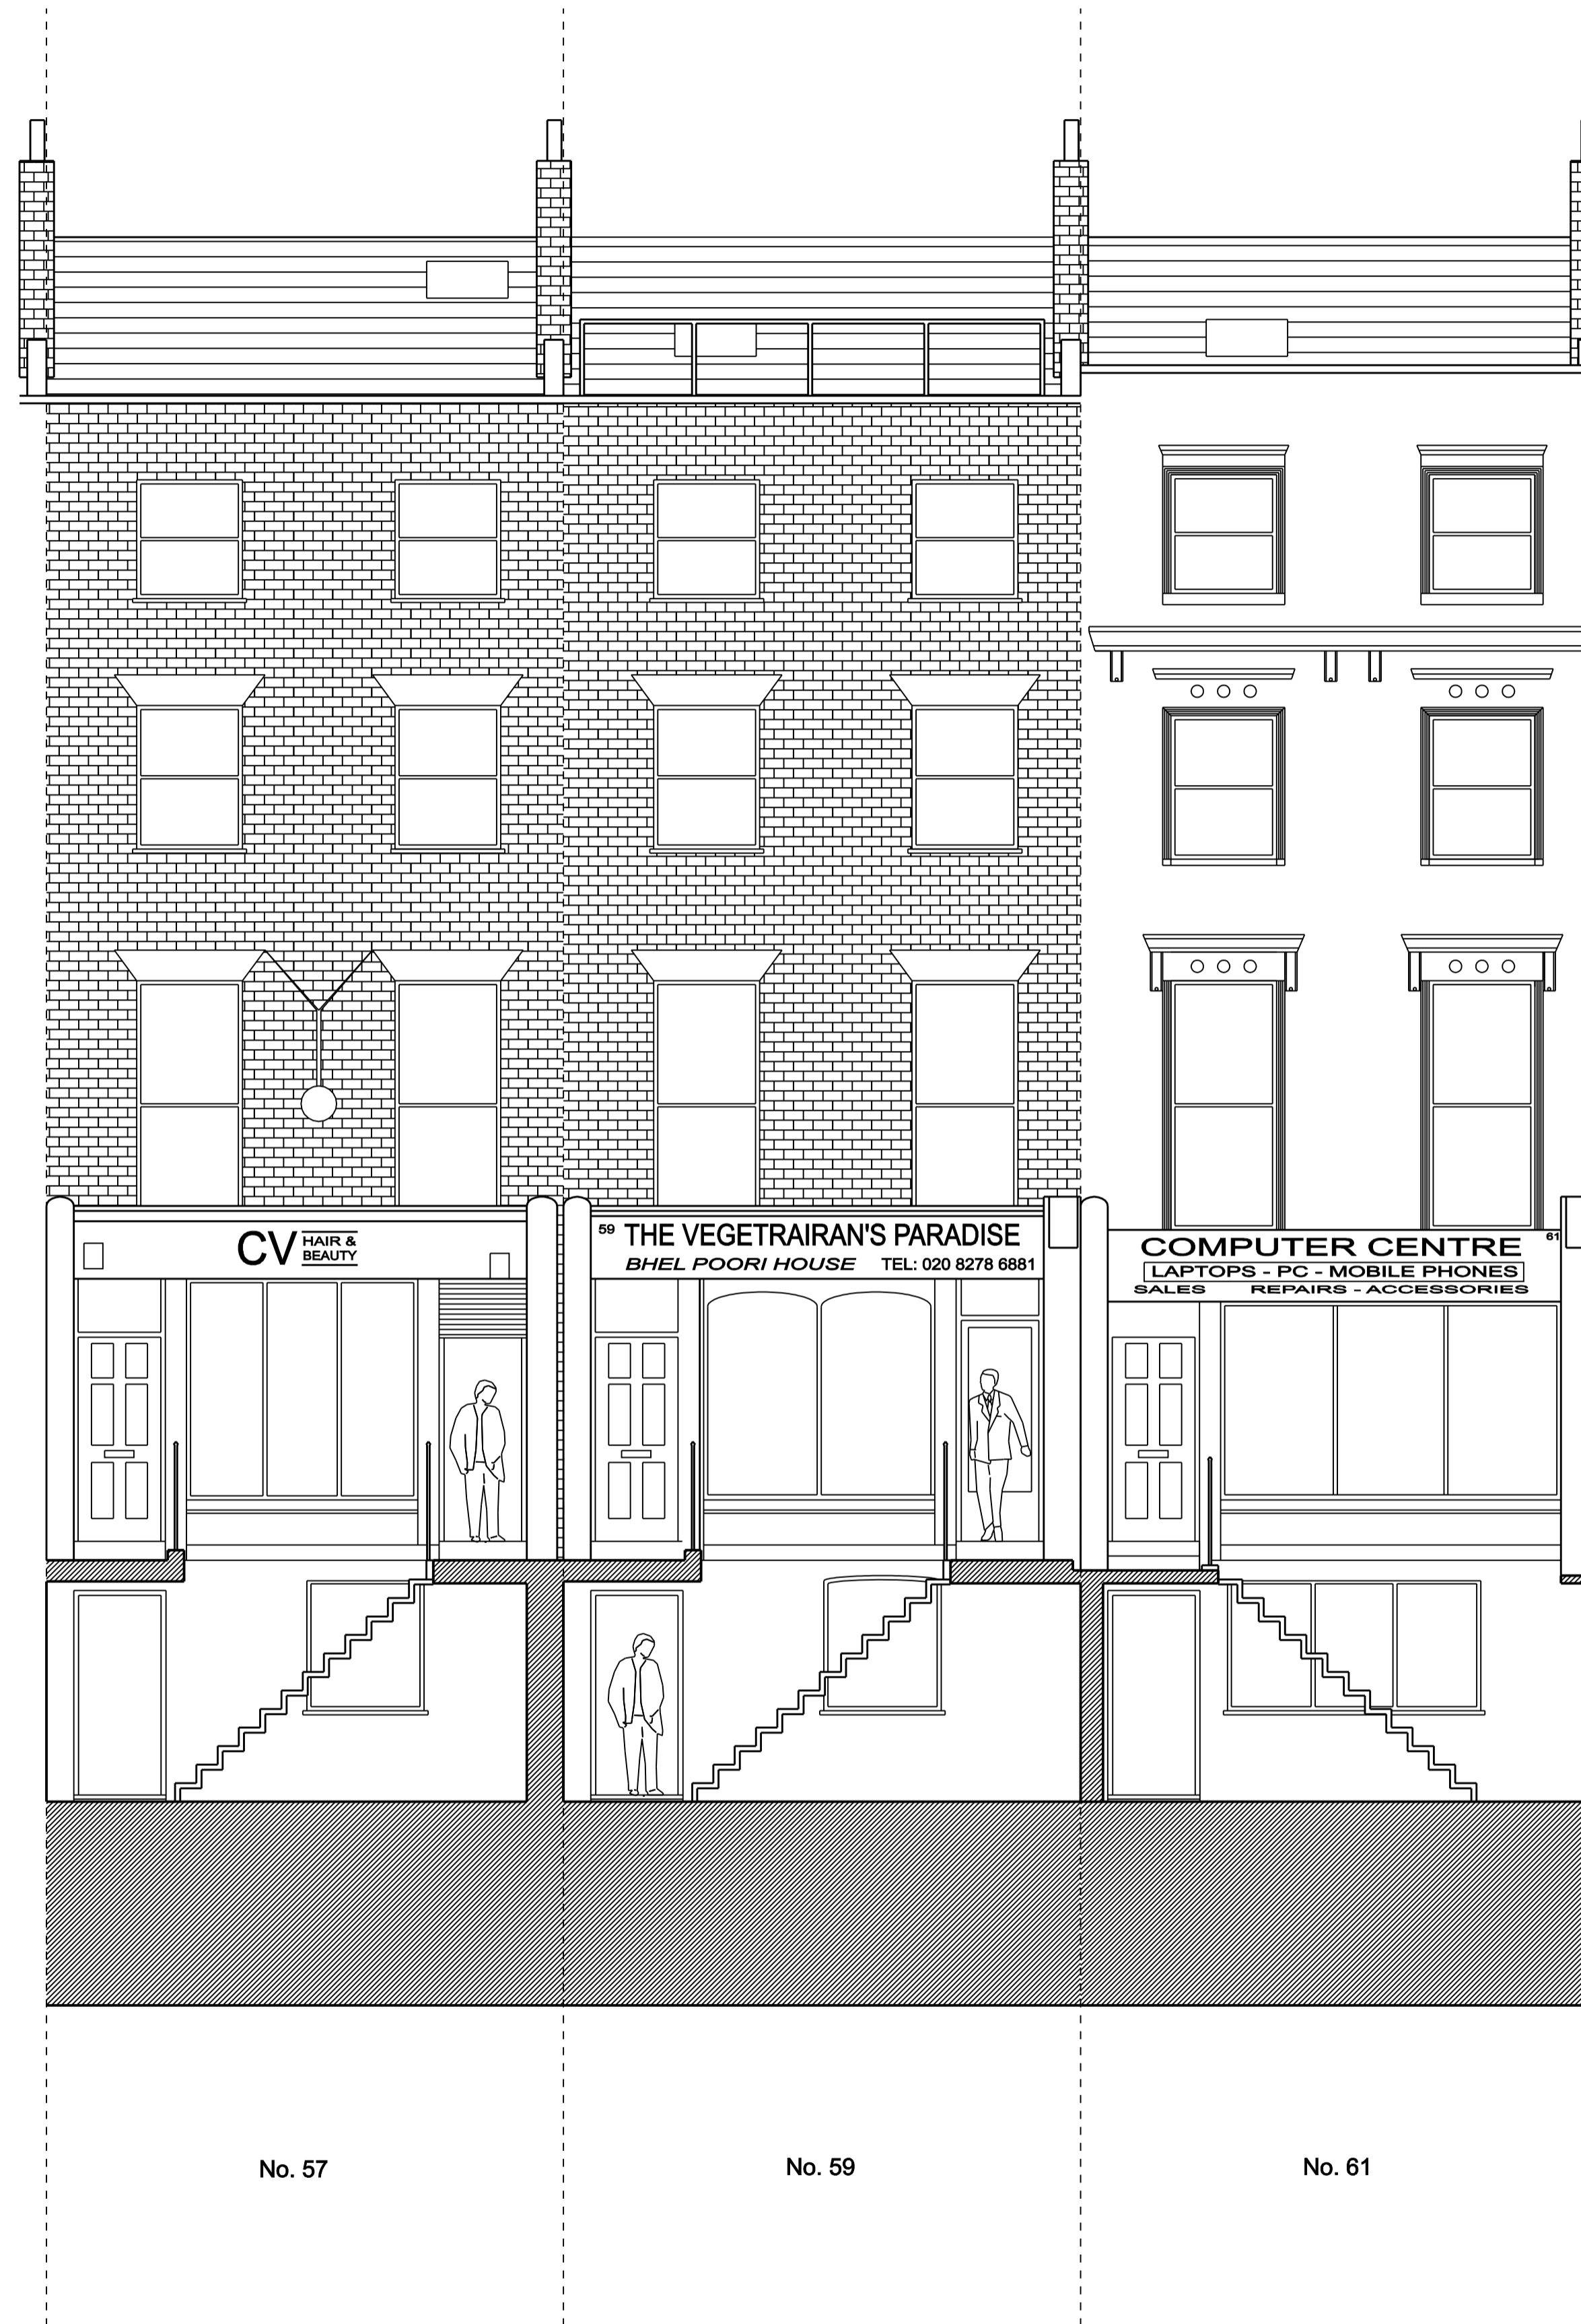 CV HAIR &
BEAUTY
59 THE VEGETRAIRAN'S PARADISE
BHEL POORI HOUSE TEL: 020 8278 6881
COMPUTER CENTRE 61
LAPTOPS - PC - MOBILE PHONES
SALES REPAIRS - ACCESSORIES
No. 57
No. 59
No. 61